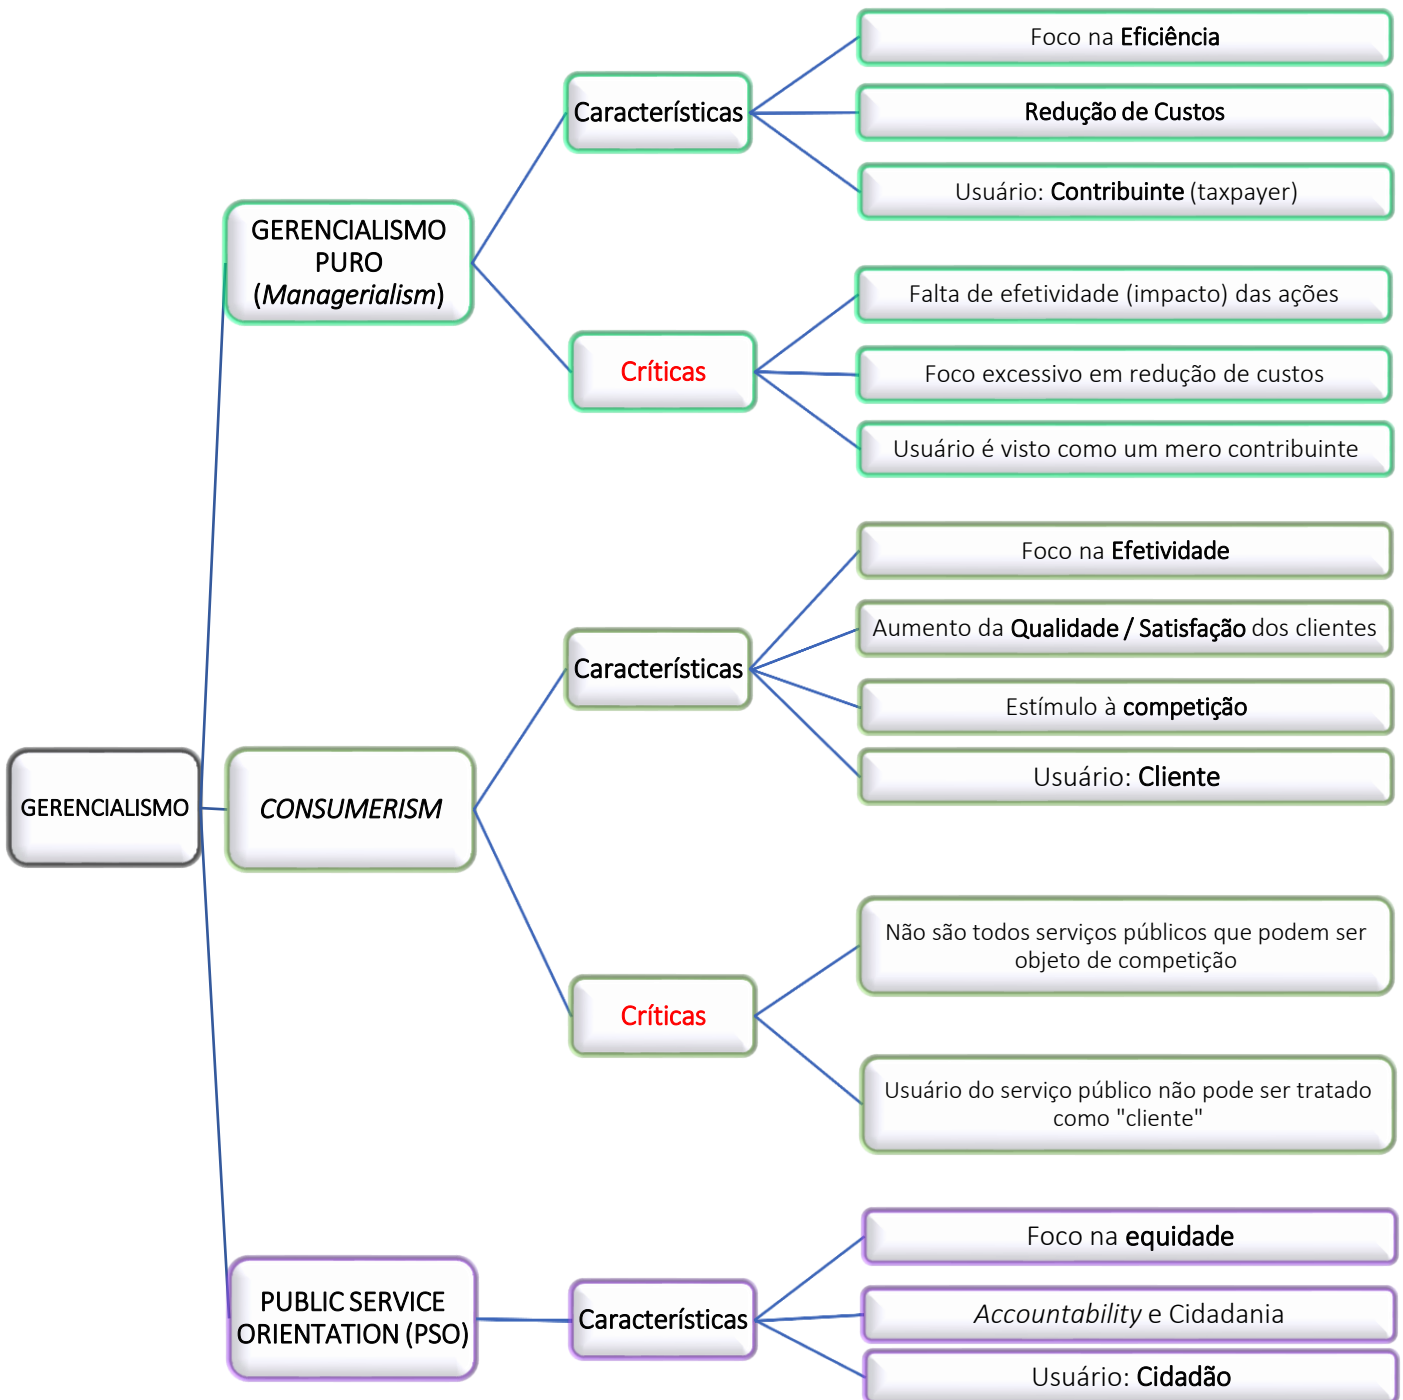 GERENCIALISMO
GERENCIALISMO
PURO
(Managerialism)
Característísticas
Foco na Eficiência
Redução de Custos
Usuário: Contribuinte (taxpayer)
Críticas
Falta de efetividade (impacto) das ações
Foco excessivo em redução de custos
Usuário é visto como um mero contribuinte
CONSUMERISM
Característísticas
Foco na Efetividade
Aumento da Qualidade / Satisfação dos clientes
Estímulo à competição
Usuário: Cliente
Críticas
Não são todos serviços públicos que podem ser
objeto de competição
Usuário do serviço público não pode ser tratado
como "cliente"
PUBLIC SERVICE
ORIENTATION (PSO)
Característísticas
Foco na equidade
Accountability e Cidadania
Usuário: Cidadão